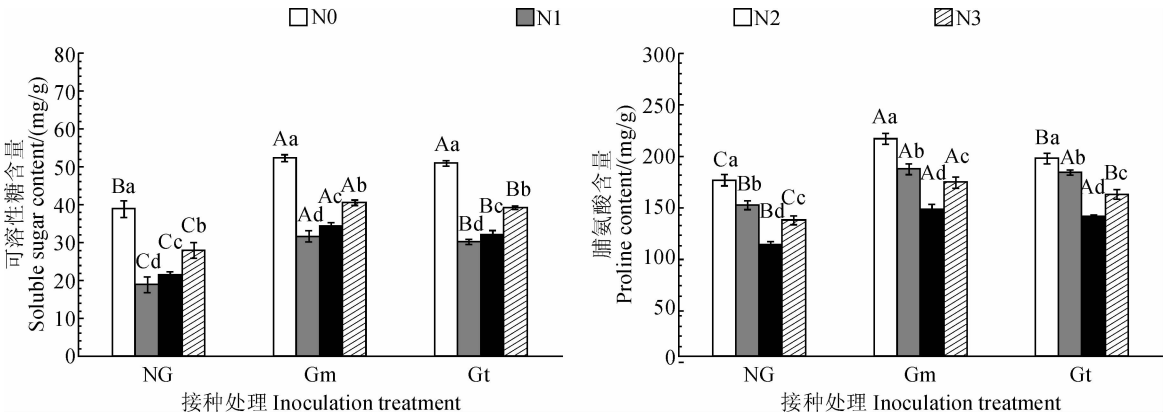 N0 N1 N2 N3
可溶性糖含量
Soluble sugar content/(mg/g)
80
70
60
50
40
30
20
10
0
Ba
Cd
Cc
Cb
Aa
Ad
Ac
Ab
Aa
Bd
Bc
Bb
NG Gm Gt
接种处理 Inoculation treatment
脯氨酸含量
Proline content/(mg/g)
300
250
200
150
100
50
0
Ca
Bb
Bd
Cc
Aa
Ab
Ad
Ac
Ba
Ab
Ad
Bc
NG Gm Gt
接种处理 Inoculation treatment